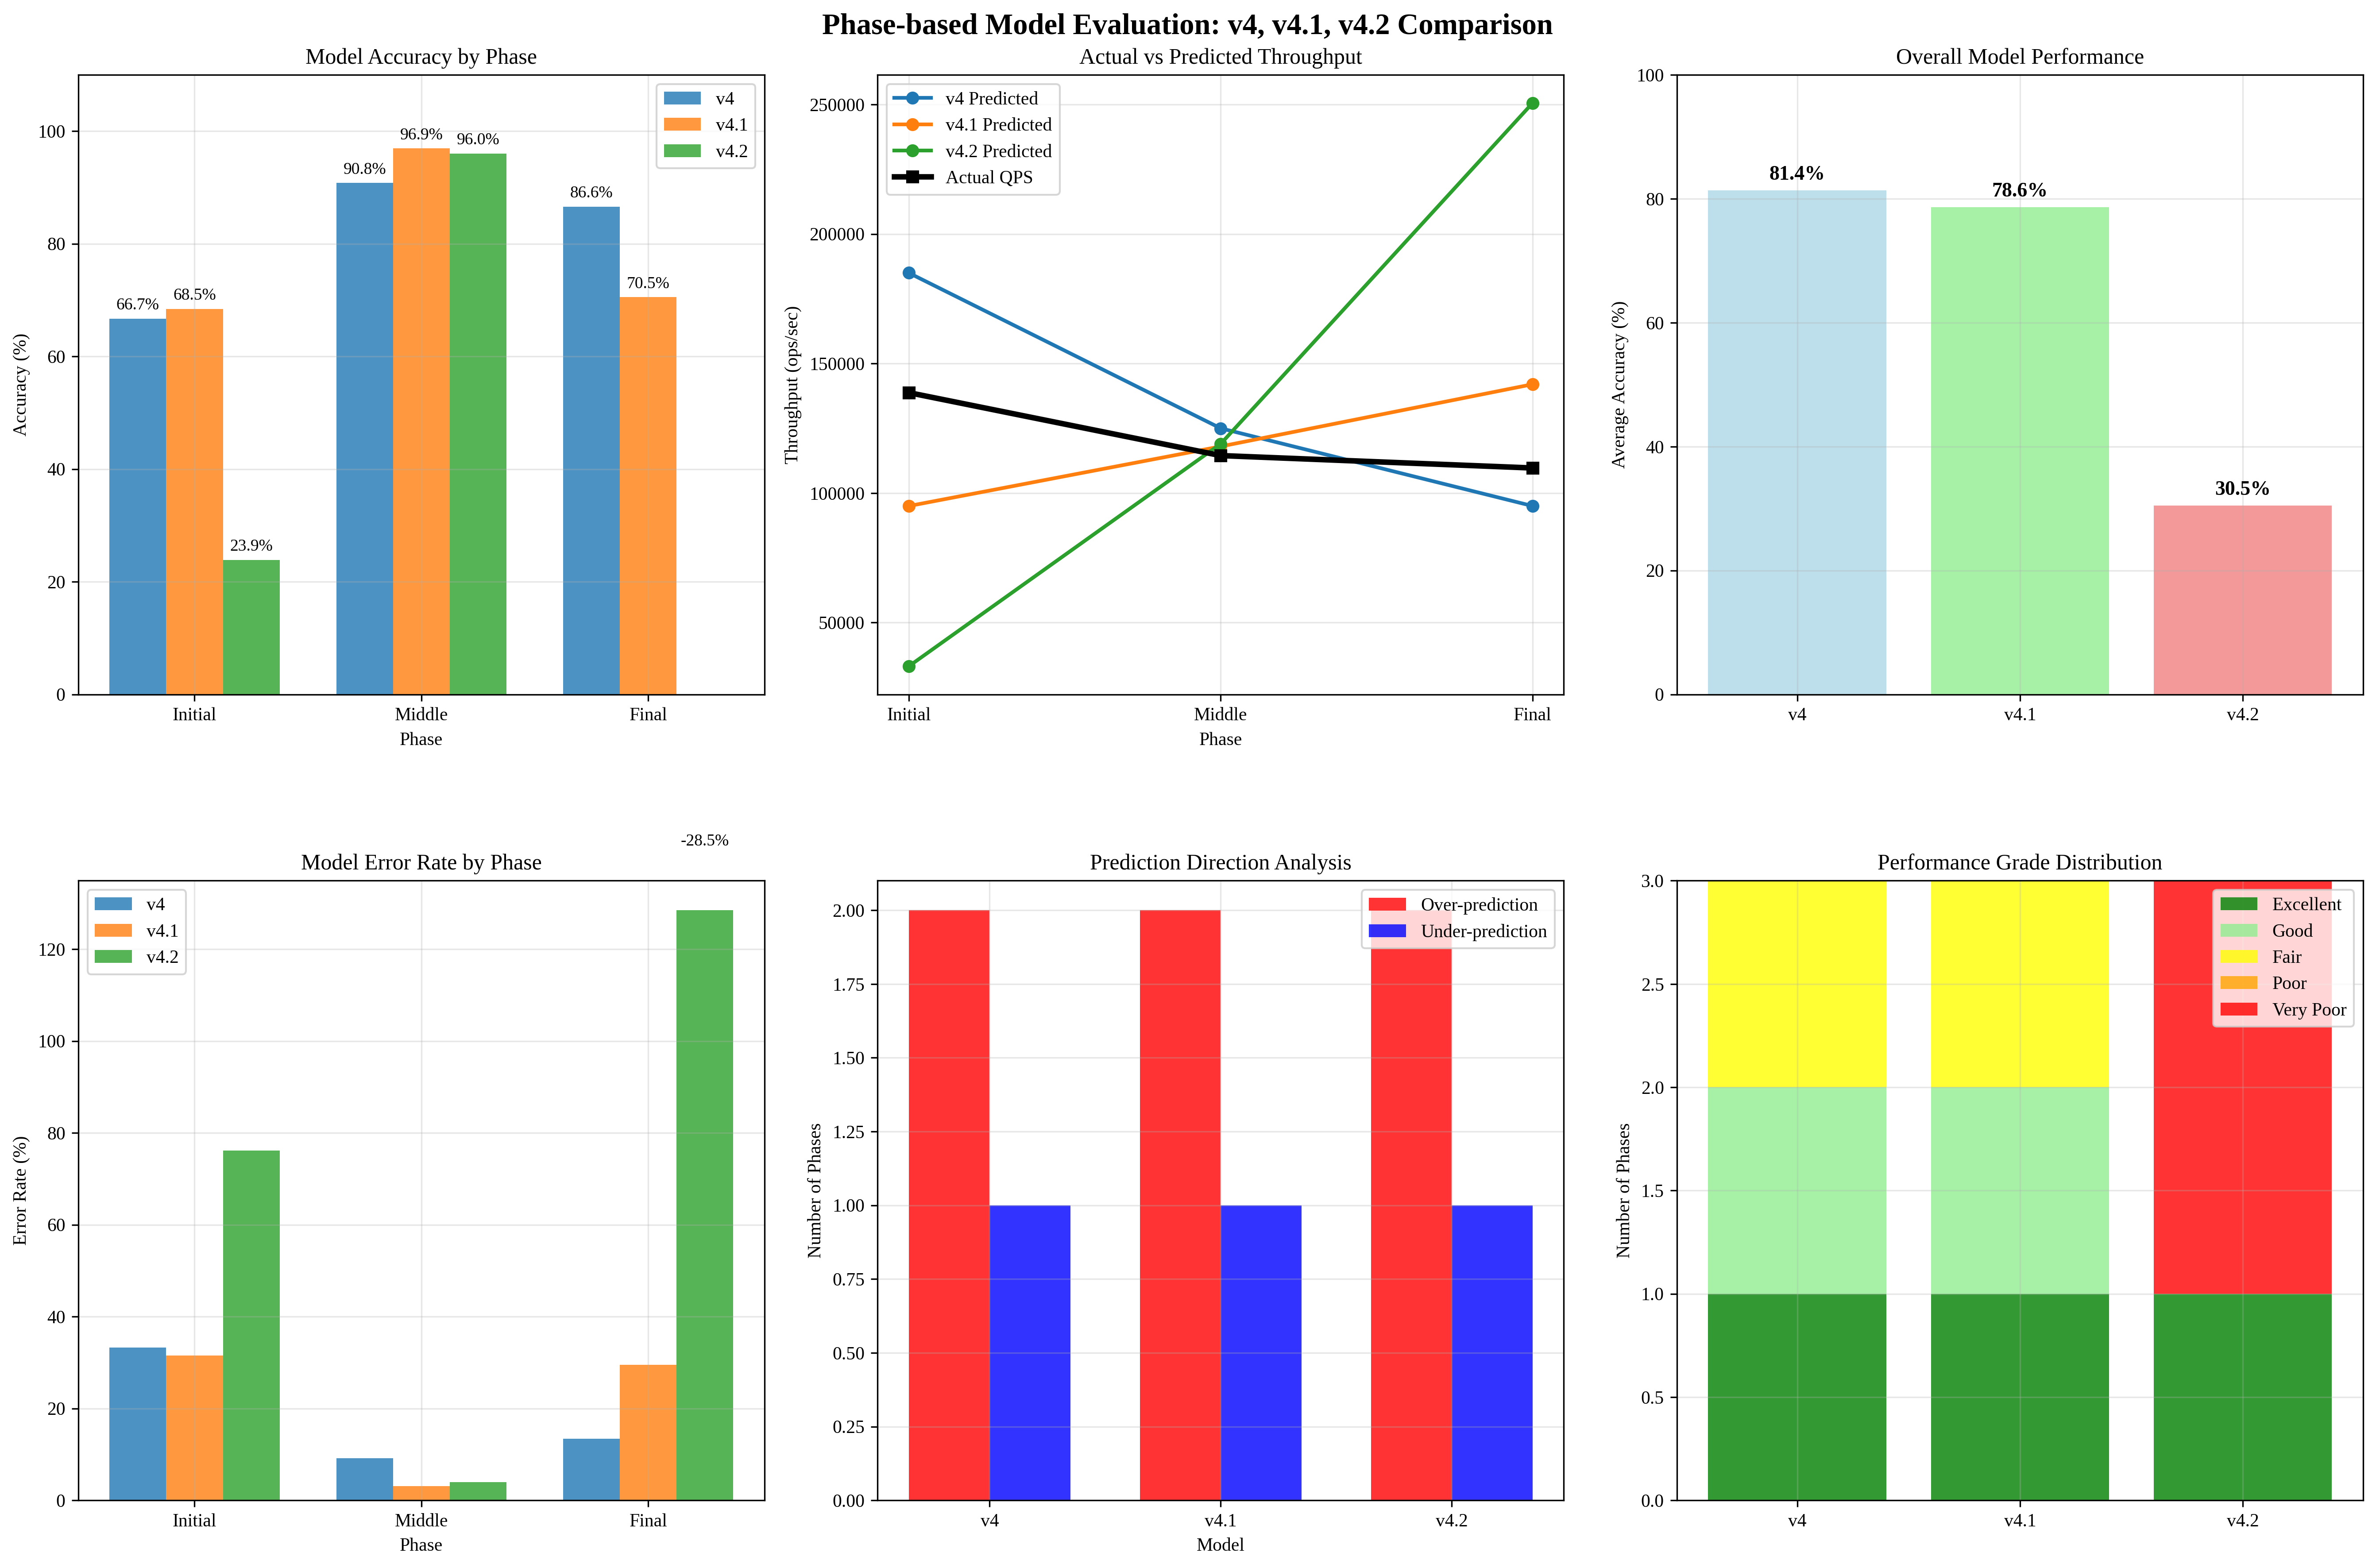 Phase-based Model Evaluation: v4, v4.1, v4.2 Comparison
Model Accuracy by Phase
v4
v4.1
v4.2
100
80
60
40
20
0
Accuracy (%)
66.7%
68.5%
23.9%
90.8%
96.9%
96.0%
86.6%
70.5%
Initial
Middle
Final
Phase
Actual vs Predicted Throughput
v4 Predicted
v4.1 Predicted
v4.2 Predicted
Actual QPS
250000
200000
150000
100000
50000
Throughput (ops/sec)
Initial
Middle
Final
Phase
Overall Model Performance
100
80
60
40
20
0
Average Accuracy (%)
81.4%
78.6%
30.5%
v4
v4.1
v4.2
-28.5%
Model Error Rate by Phase
v4
v4.1
v4.2
120
100
80
60
40
20
0
Error Rate (%)
Initial
Middle
Final
Phase
Prediction Direction Analysis
Over-prediction
Under-prediction
2.00
1.75
1.50
1.25
1.00
0.75
0.50
0.25
0.00
Number of Phases
v4
v4.1
v4.2
Model
Performance Grade Distribution
Excellent
Good
Fair
Poor
Very Poor
3.0
2.5
2.0
1.5
1.0
0.5
0.0
Number of Phases
v4
v4.1
v4.2